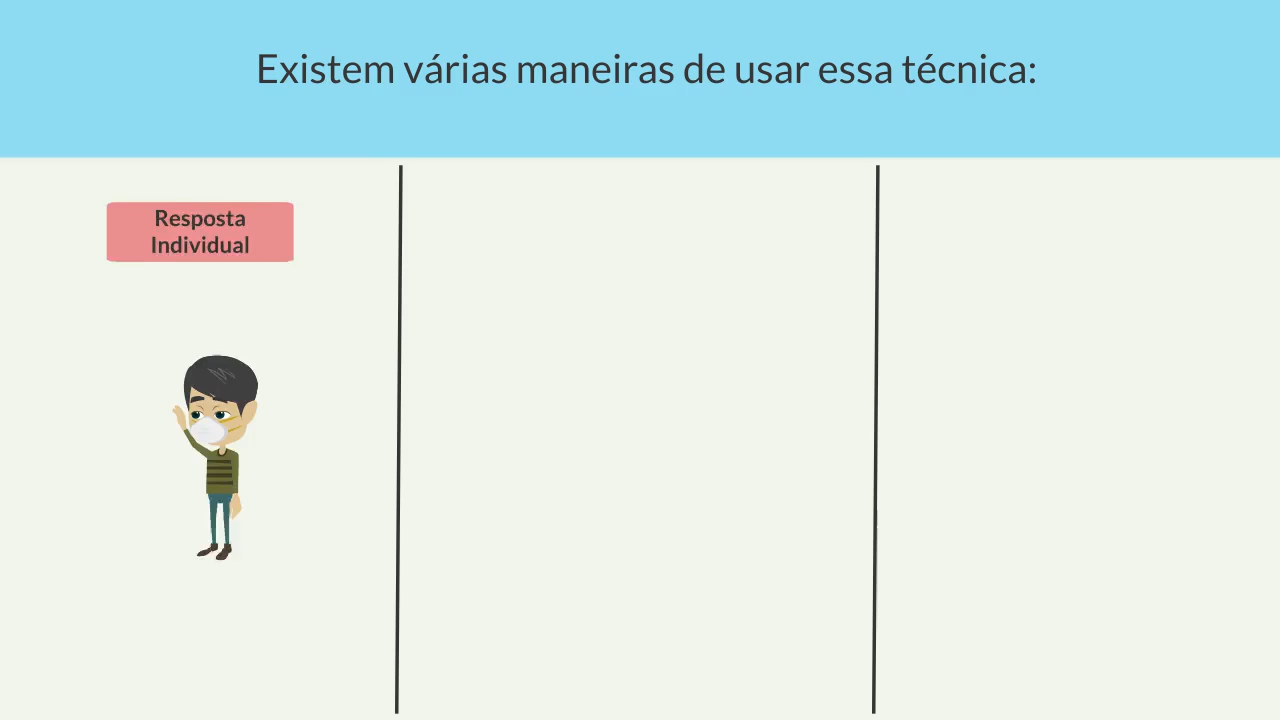 Existem várias maneiras de usar essa técnica:
Resposta
Individual